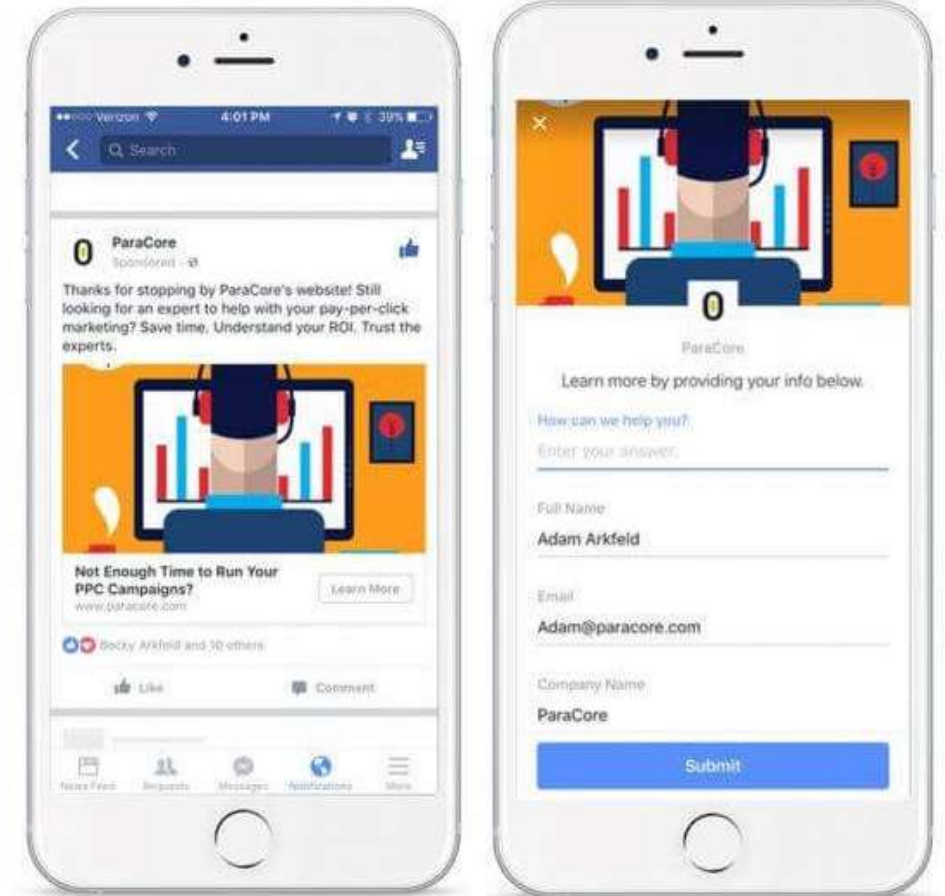 Verizon
4:01 PM
39%
Search
ParaCore
Sponsored
Thanks for stopping by ParaCore's website! Still
looking for an expert to help with your pay-per-click
marketing? Save time. Understand your ROI. Trust the
experts.
Not Enough Time to Run Your
PPC Campaigns?
Learn More
www.paracore.com
Becky Arkfeld and 10 others
Like
Comment
News Feed
Requests
Messages
Notifications
More
ParaCore
Learn more by providing your info below.
How can we help you?
Enter your answer.
Full Name
Adam Arkfeld
Email
Adam@paracore.com
Company Name
ParaCore
Submit